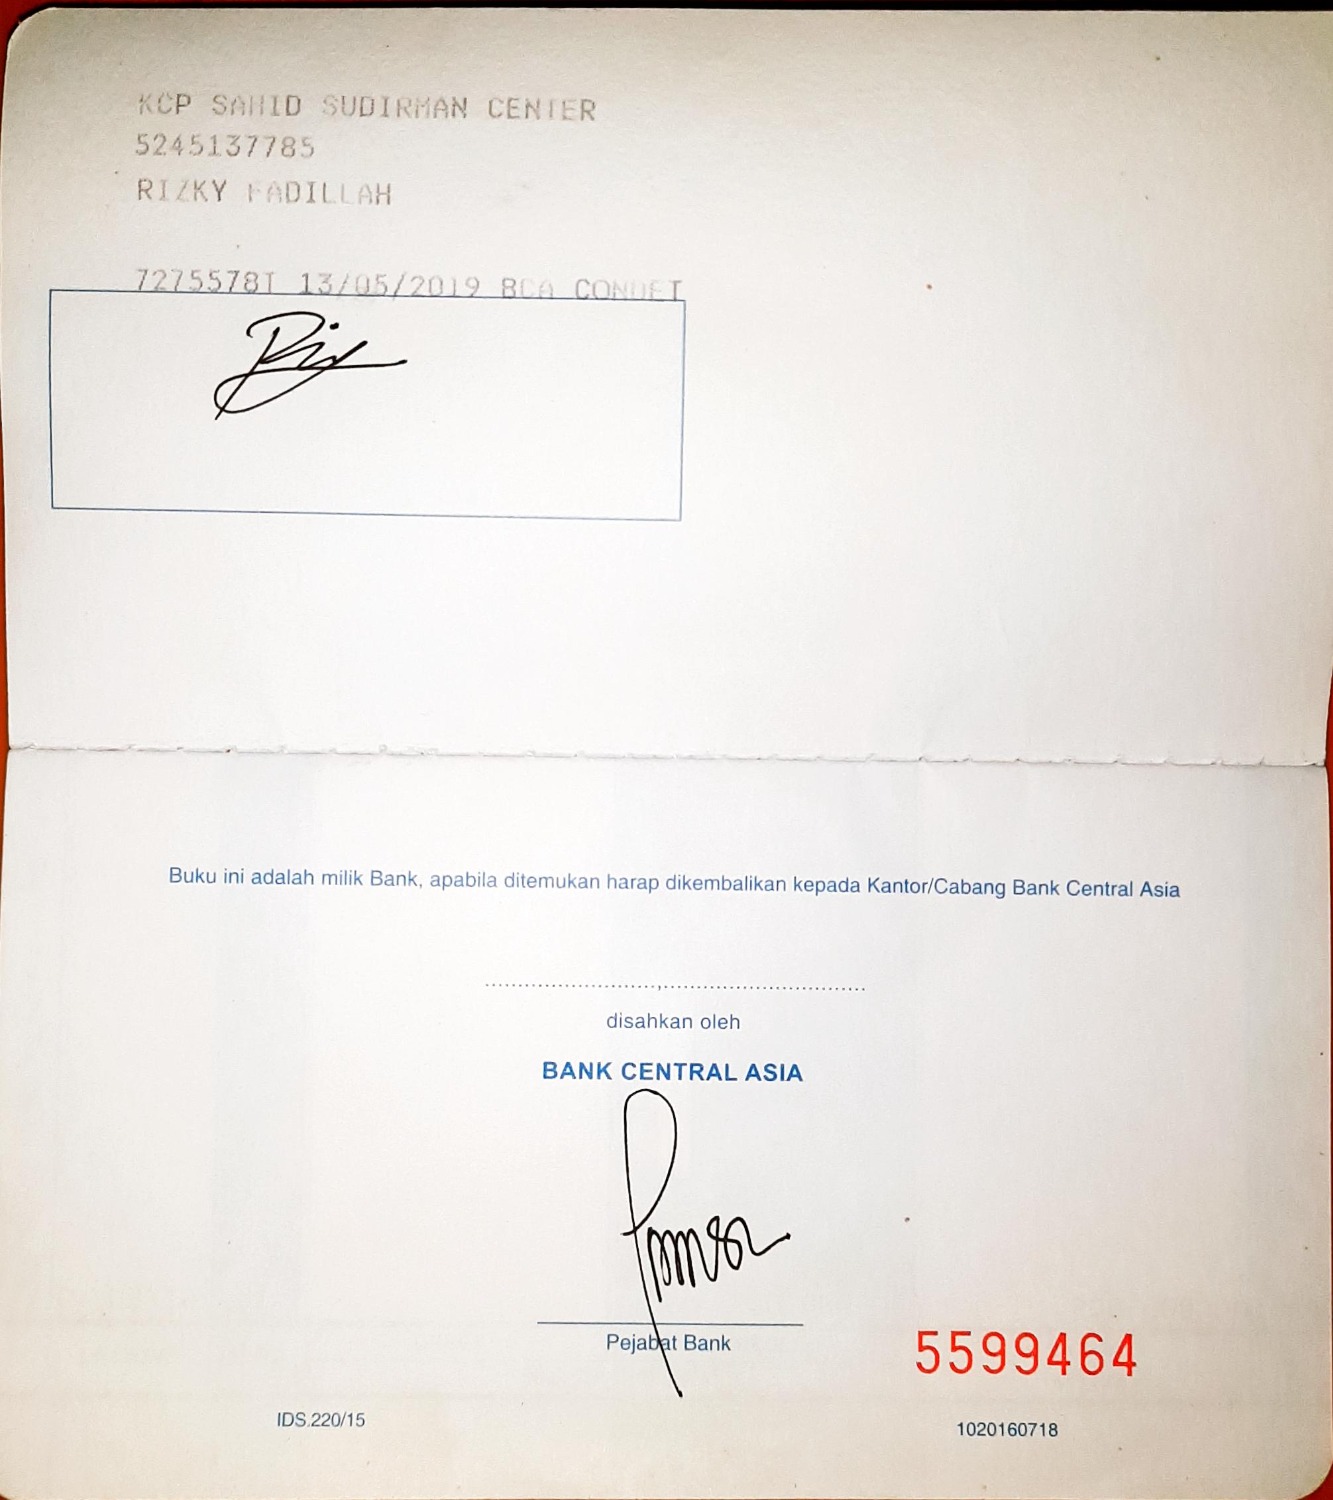 KCP SAHID SUDIRMAN CENTER
5245137785
RIZKY FADILLAH
7275578I 13/05/2019 BCA CONDET
Buku ini adalah milik Bank, apabila ditemukan harap dikembalikan kepada Kantor/Cabang Bank Central Asia
disahkan oleh
BANK CENTRAL ASIA
Pejabat Bank
5599464
IDS.220/15
1020160718